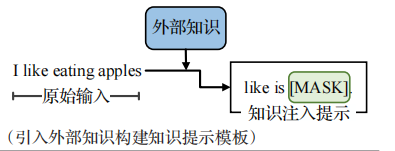 外部知识
I like eating apples
like is [MASK].
原始输入
知识注入提示
（引入外部知识构建知识提示模板）